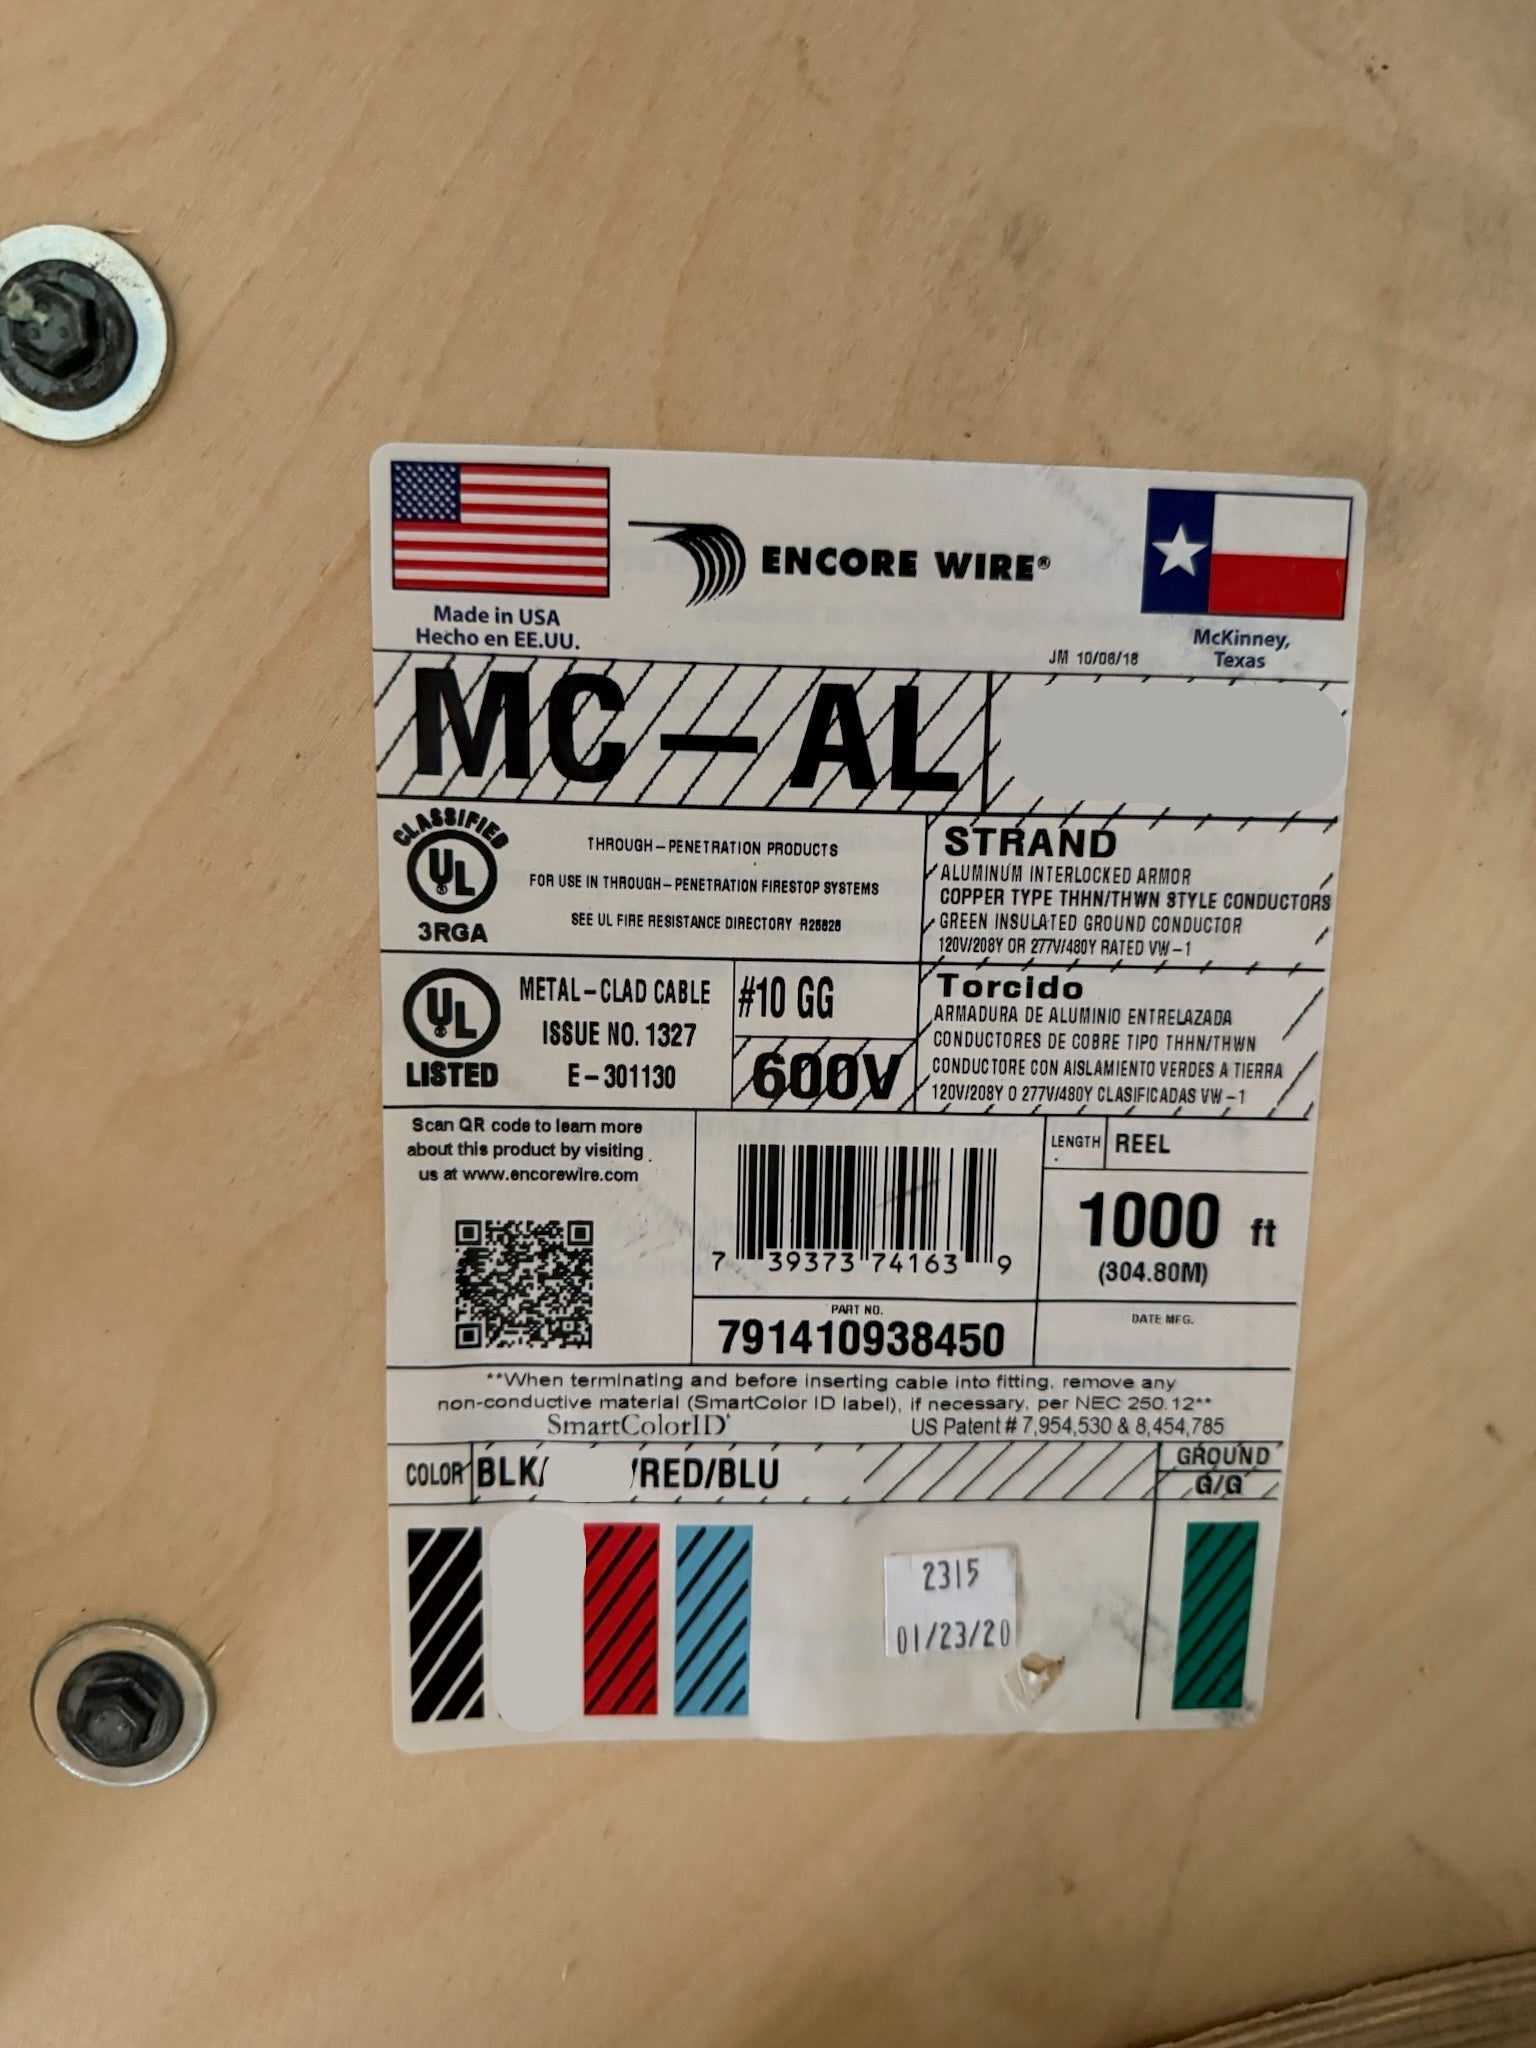 Made in USA
Hecho en EE.UU.
ENCORE WIRE®
McKinney,
Texas
JM 10/06/18
MC-AL
CLASSIFIED
UL
®
3RGA
THROUGH-PENETRATION PRODUCTS
FOR USE IN THROUGH-PENETRATION FIRESTOP SYSTEMS
SEE UL FIRE RESISTANCE DIRECTORY R25628
STRAND
ALUMINUM INTERLOCKED ARMOR
COPPER TYPE THHN/THWN STYLE CONDUCTORS
GREEN INSULATED GROUND CONDUCTOR
120V/208Y OR 277V/480Y RATED VW-1
UL
®
LISTED
METAL-CLAD CABLE
ISSUE NO. 1327
E-301130
#10 GG
600V
Torcido
ARMADURA DE ALUMINIO ENTRELAZADA
CONDUCTORES DE COBRE TIPO THHN/THWN
CONDUCTORE CON AISLAMIENTO VERDES A TIERRA
120V/208Y O 277V/480Y CLASIFICADAS VW-1
Scan QR code to learn more
about this product by visiting
us at www.encorewire.com
7 39373 74163 9
PART NO.
791410938450
LENGTH REEL
1000 ft
(304.80M)
DATE MFG.
**When terminating and before inserting cable into fitting, remove any
non-conductive material (SmartColor ID label), if necessary, per NEC 250.12**
SmartColorID
US Patent # 7,954,530 & 8,454,785
COLOR BLK/ /RED/BLU
GROUND
G/G
2315
01/23/20